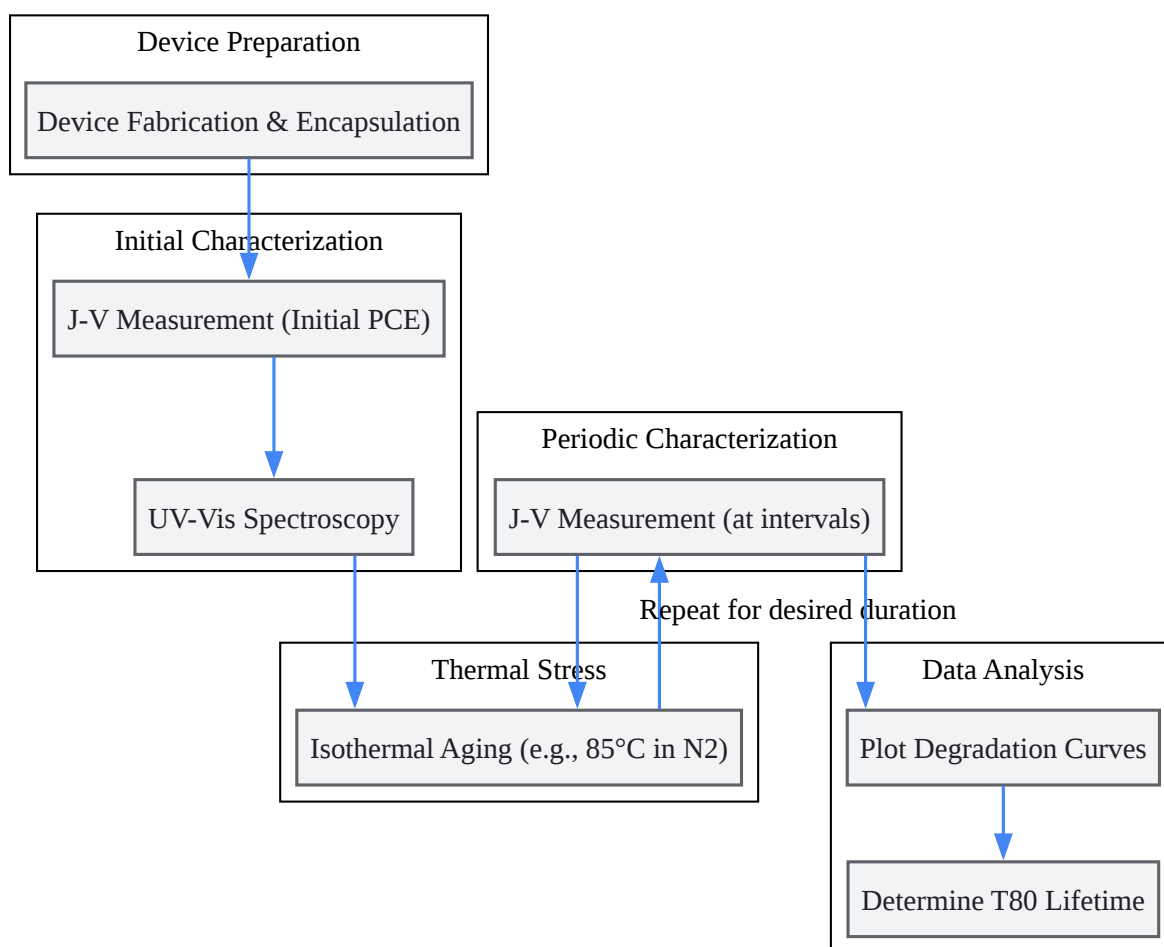 Device Preparation
Device Fabrication & Encapsulation
Initial Characterization
J-V Measurement (Initial PCE)
UV-Vis Spectroscopy
Periodic Characterization
J-V Measurement (at intervals)
Repeat for desired duration
Thermal Stress
Isothermal Aging (e.g., 85°C in N2)
Data Analysis
Plot Degradation Curves
Determine T80 Lifetime